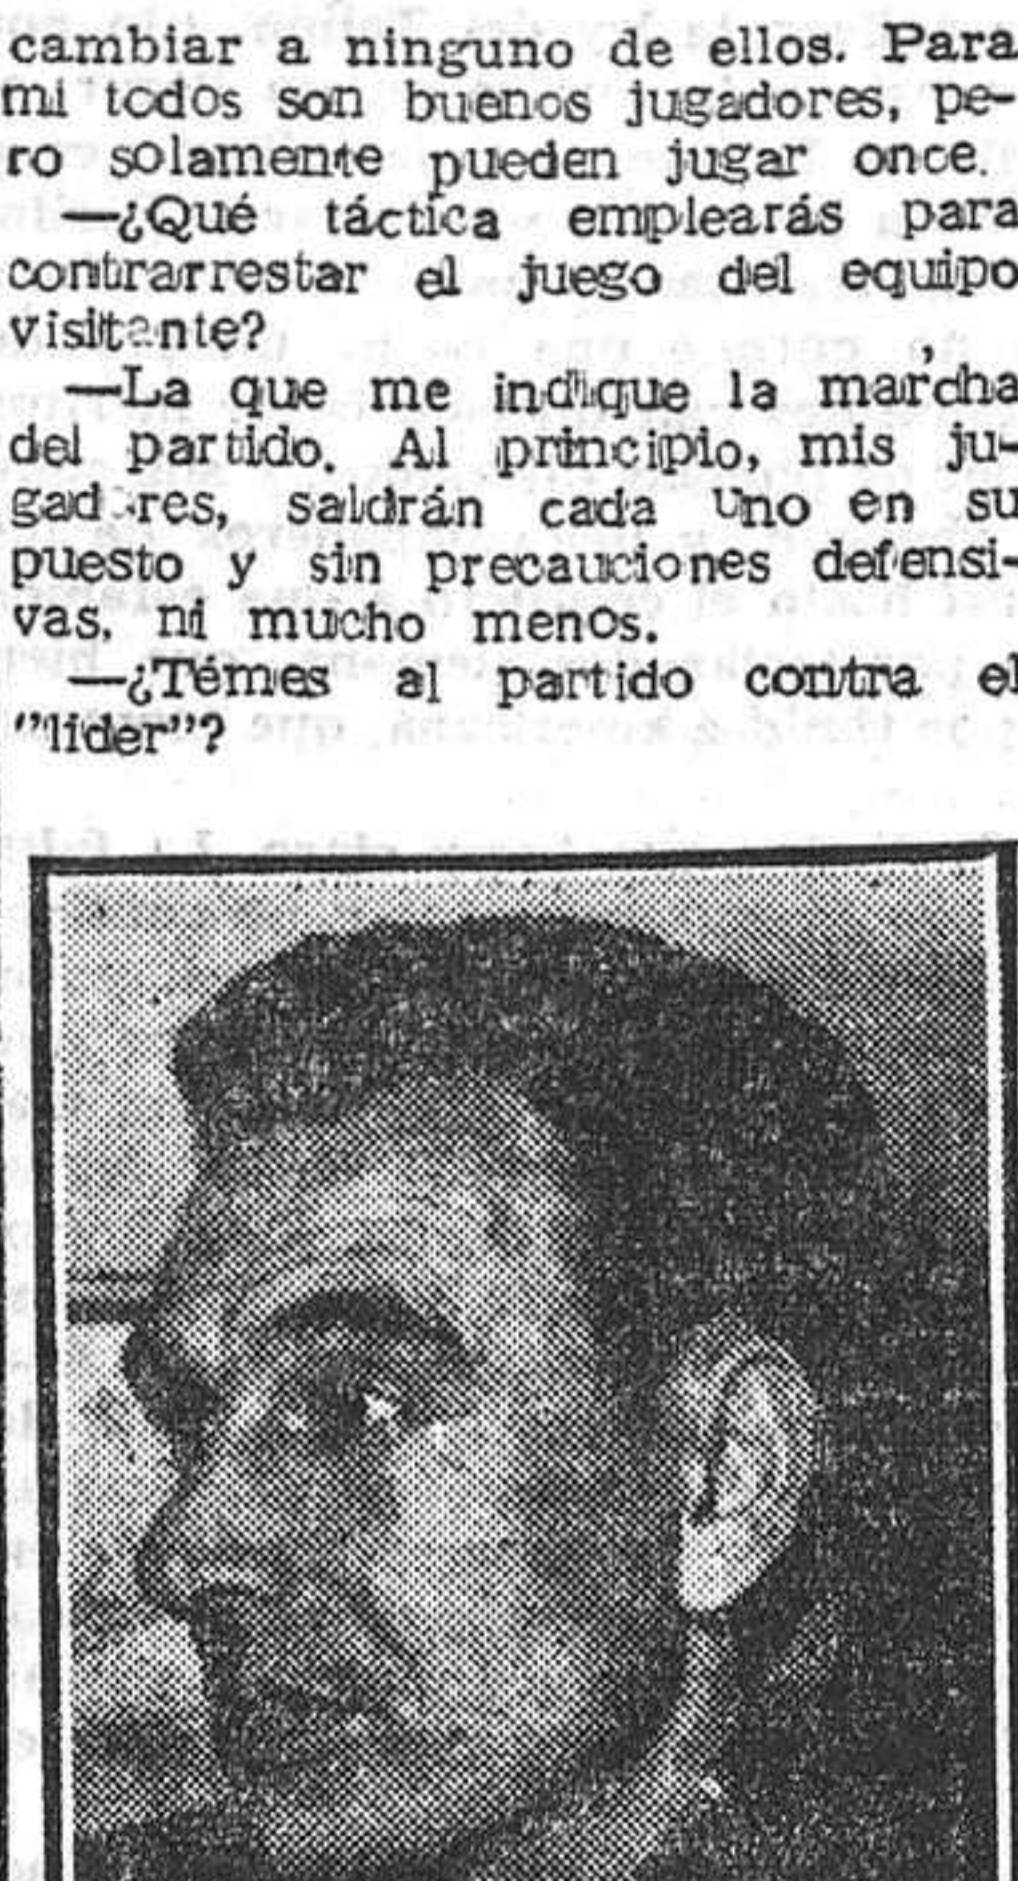 cambiar a ninguno de ellos. Para
mi todos son buenos jugadores, pe-
ro solamente pueden jugar once.
—¿Qué táctica emplearás para
contrarrestar el juego del equipo
visitante?
—La que me indique la marcha
del partido. Al principio, mis ju-
gadores, saldrán cada uno en su
puesto y sin precauciones defensi-
vas, ni mucho menos.
—¿Témes al partido contra el
"lider"?